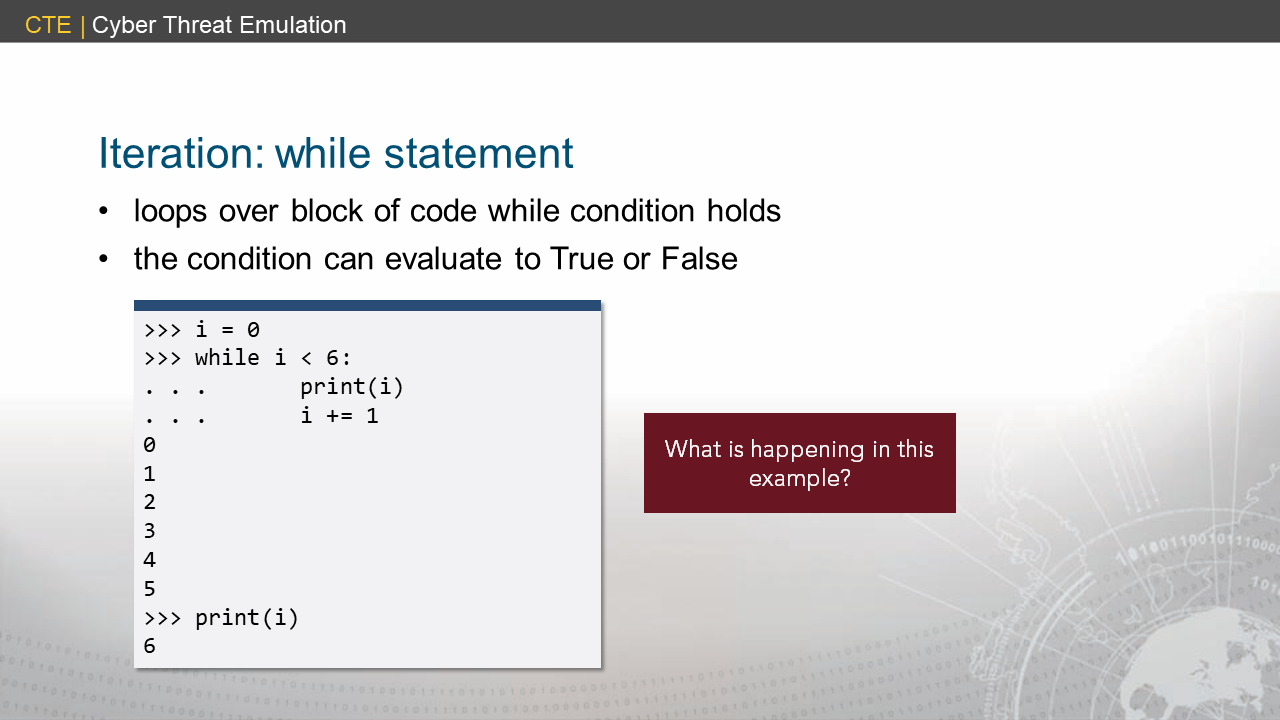 CTE | Cyber Threat Emulation
Iteration: while statement
• loops over block of code while condition holds
• the condition can evaluate to True or False
>>> i = 0
>>> while i < 6:
. . .       print(i)
. . .       i += 1
0
1
2
3
4
5
>>> print(i)
6
What is happening in this
example?